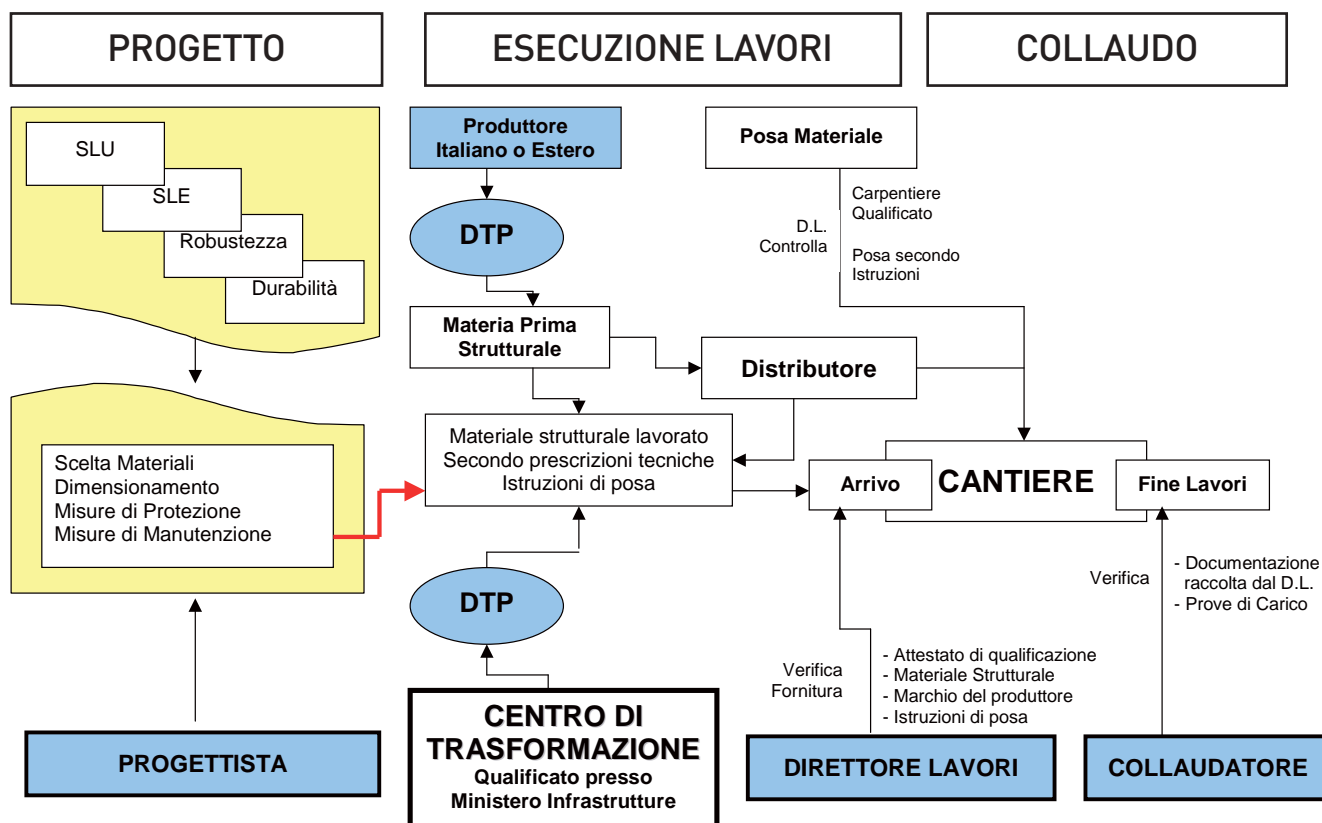 PROGETTO
ESECUZIONE LAVORI
COLLAUDO
SLU
SLE
Robustezza
Durabilità
Scelta Materiali
Dimensionamento
Misure di Protezione
Misure di Manutenzione
PROGETTISTA
Produttore
Italiano o Estero
DTP
Materia Prima
Strutturale
Distributore
Materiale strutturale lavorato
Secondo prescrizioni tecniche
Istruzioni di posa
DTP
CENTRO DI
TRASFORMAZIONE
Qualificato presso
Ministero Infrastrutture
Posa Materiale
D.L.
Controlla
Carpentiere
Qualificato
Posa secondo
Istruzioni
Arrivo
CANTIERE
Fine Lavori
Verifica
Fornitura
- Attestato di qualificazione
- Materiale Strutturale
- Marchio del produttore
- Istruzioni di posa
DIRETTORE LAVORI
Verifica
- Documentazione
raccolta dal D.L.
- Prove di Carico
COLLAUDATORE